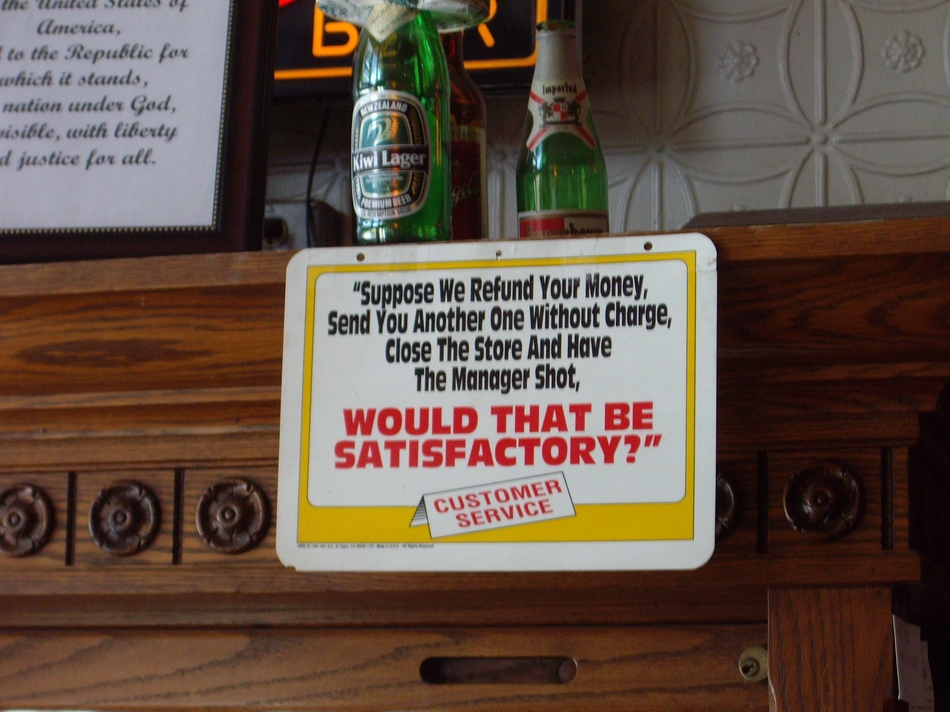 the United States of
America,
to the Republic for
which it stands,
nation under God,
visible, with liberty
d justice for all.
BEER
NEW ZEALAND
Kiwi Lager
PREMIUM BEER
imported
"Suppose We Refund Your Money,
Send You Another One Without Charge,
Close The Store And Have
The Manager Shot,
WOULD THAT BE
SATISFACTORY?"
CUSTOMER
SERVICE